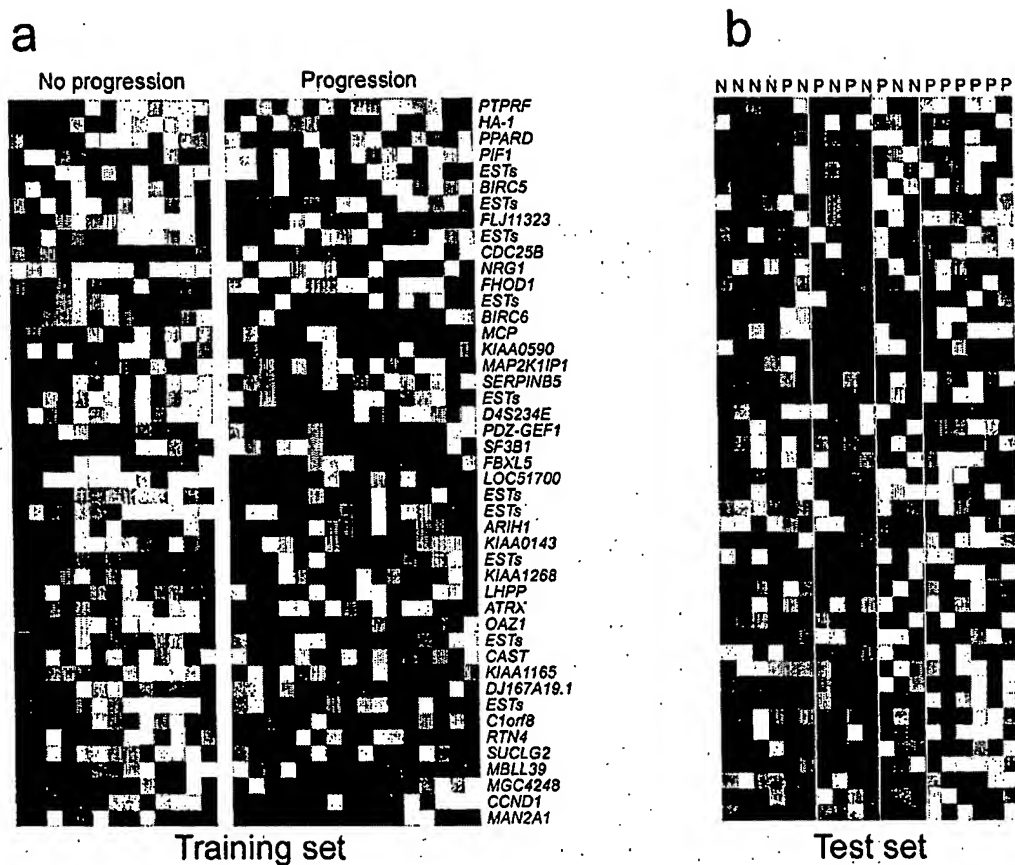 a
b
No progression
Progression
N N N N P N P N P N P N N P P P P P P
PTPRF
HA-1
PPARD
PIF1
ESTs
BIRC5
ESTs
FLJ11323
ESTs
CDC25B
NRG1
FHOD1
ESTs
BIRC6
MCP
KIAA0590
MAP2K1IP1
SERPINB5
ESTs
D4S234E
PDZ-GEF1
SF3B1
FBXL5
LOC51700
ESTs
ESTs
ARIH1
KIAA0143
ESTs
KIAA1268
LHPP
ATRX
OAZ1
ESTs
CAST
KIAA1165
DJ167A19.1
ESTs
C1orf8
RTN4
SUCLG2
MBLL39
MGC4248
CCND1
MAN2A1
Training set
Test set